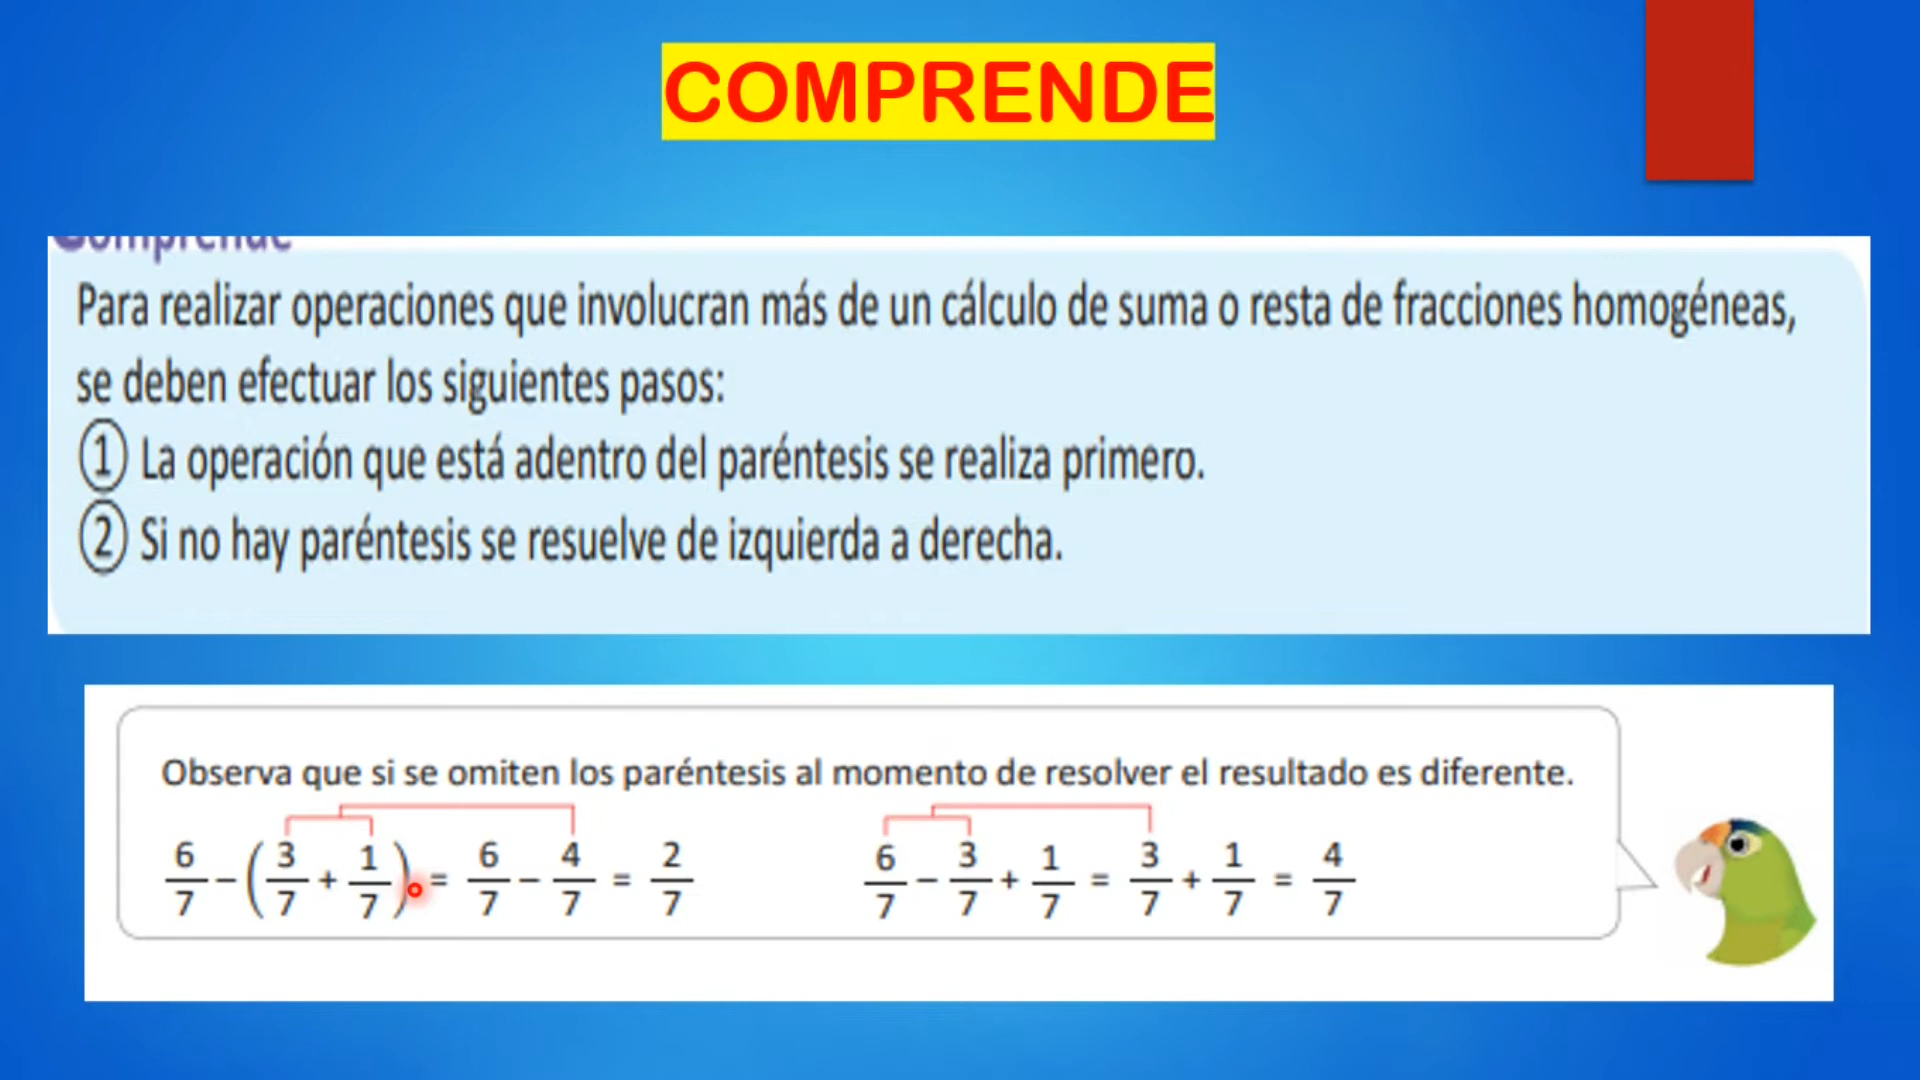 COMPRENDE
Comprende
Para realizar operaciones que involucran más de un cálculo de suma o resta de fracciones homogéneas,
se deben efectuar los siguientes pasos:
① La operación que está adentro del paréntesis se realiza primero.
② Si no hay paréntesis se resuelve de izquierda a derecha.
Observa que si se omiten los paréntesis al momento de resolver el resultado es diferente.
6/7 − (3/7 + 1/7) = 6/7 − 4/7 = 2/7
6/7 − 3/7 + 1/7 = 3/7 + 1/7 = 4/7